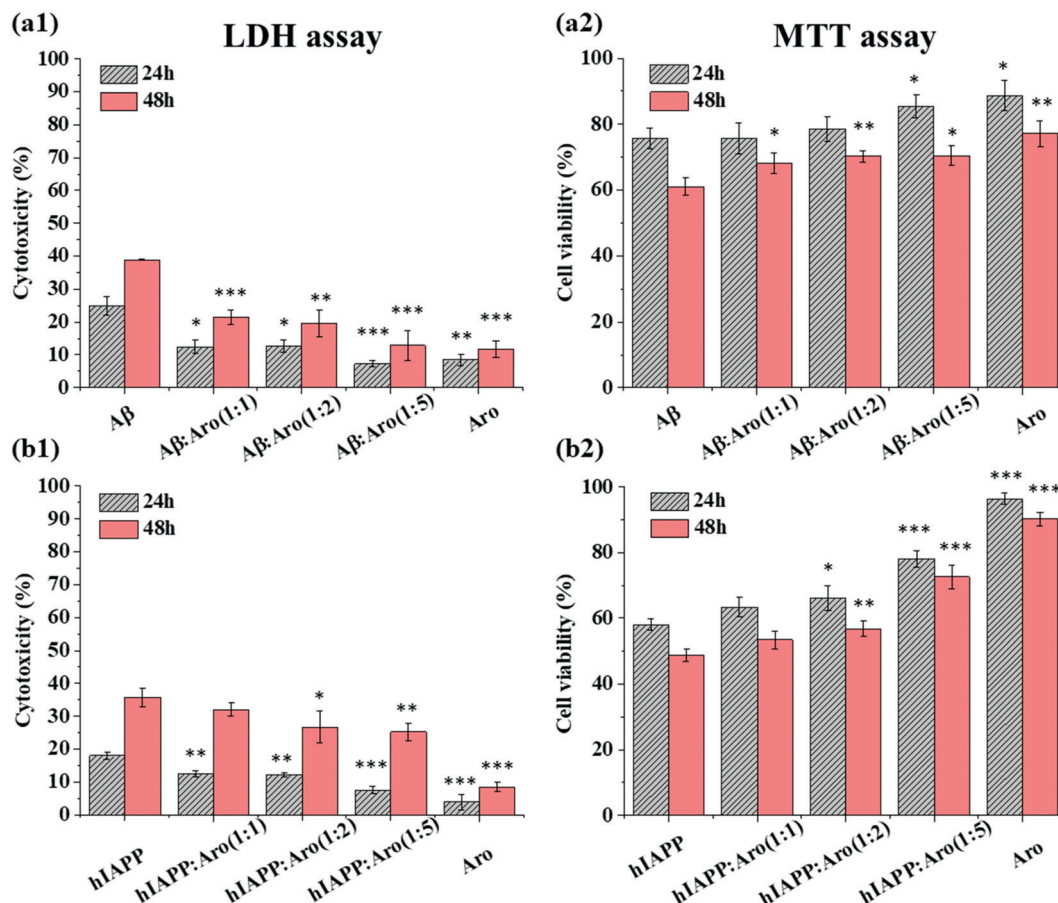 (a1)
LDH assay
24h
48h
Cytotoxicity (%)
100
90
80
70
60
50
40
30
20
10
0
*
***
*
**
***
***
**
***
Aβ
Aβ:Aro(1:1)
Aβ:Aro(1:2)
Aβ:Aro(1:5)
Aro
(a2)
MTT assay
24h
48h
Cell viability (%)
100
80
60
40
20
0
*
**
*
*
*
**
Aβ
Aβ:Aro(1:1)
Aβ:Aro(1:2)
Aβ:Aro(1:5)
Aro
(b1)
24h
48h
Cytotoxicity (%)
100
90
80
70
60
50
40
30
20
10
0
**
**
*
***
**
***
***
hIAPP
hIAPP:Aro(1:1)
hIAPP:Aro(1:2)
hIAPP:Aro(1:5)
Aro
(b2)
24h
48h
Cell viability (%)
100
80
60
40
20
0
*
**
***
***
***
***
hIAPP
hIAPP:Aro(1:1)
hIAPP:Aro(1:2)
hIAPP:Aro(1:5)
Aro